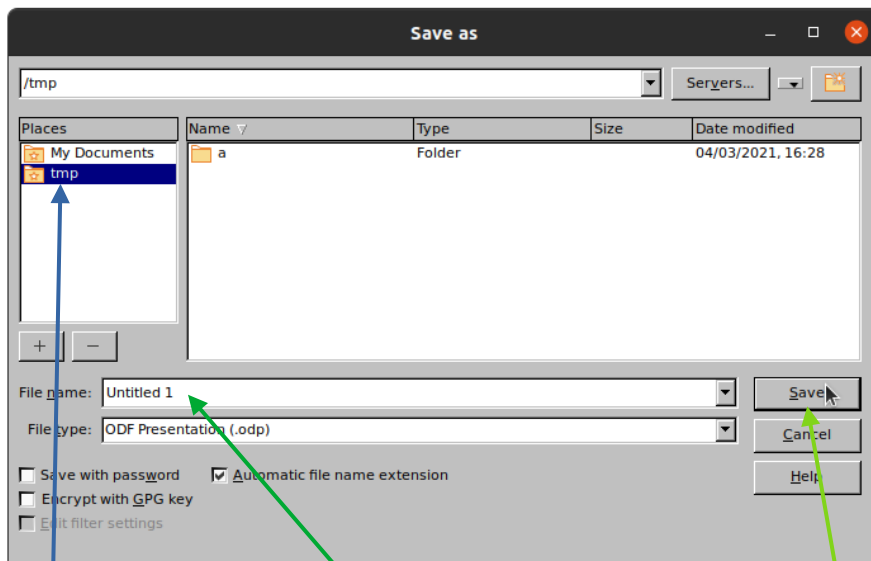 Save as
/tmp
Servers...
Places
Name Type Size Date modified
My Documents
tmp
a Folder 04/03/2021, 16:28
+ −
File name: Untitled 1
Save
File type: ODF Presentation (.odp)
Cancel
Save with password
Automatic file name extension
Help
Encrypt with GPG key
Edit filter settings